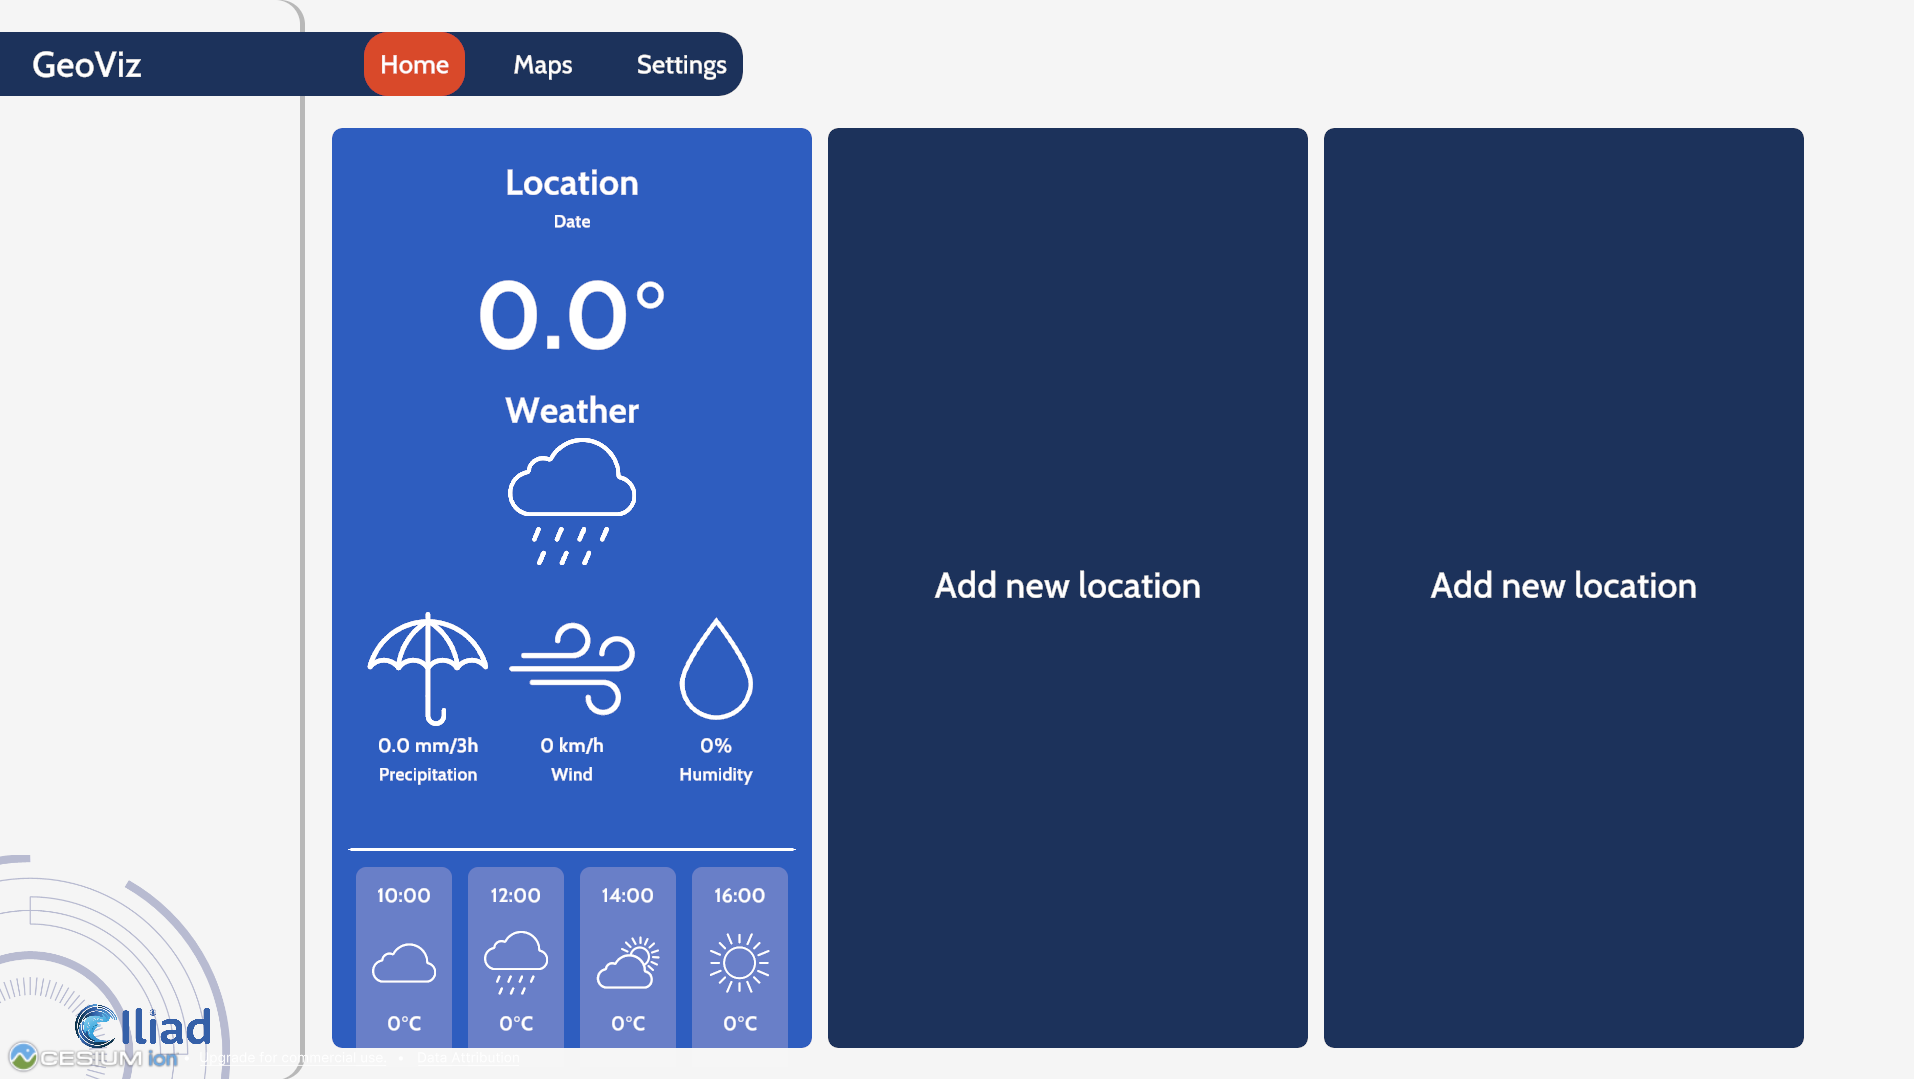 GeoViz
Home
Maps
Settings
Location
Date
0.0°
Weather
0.0 mm/3h
0 km/h
0%
Precipitation
Wind
Humidity
10:00
12:00
14:00
16:00
0°C
0°C
0°C
0°C
Add new location
Add new location
Iliad
CESIUM ion
• Upgrade for commercial use • Data Attribution